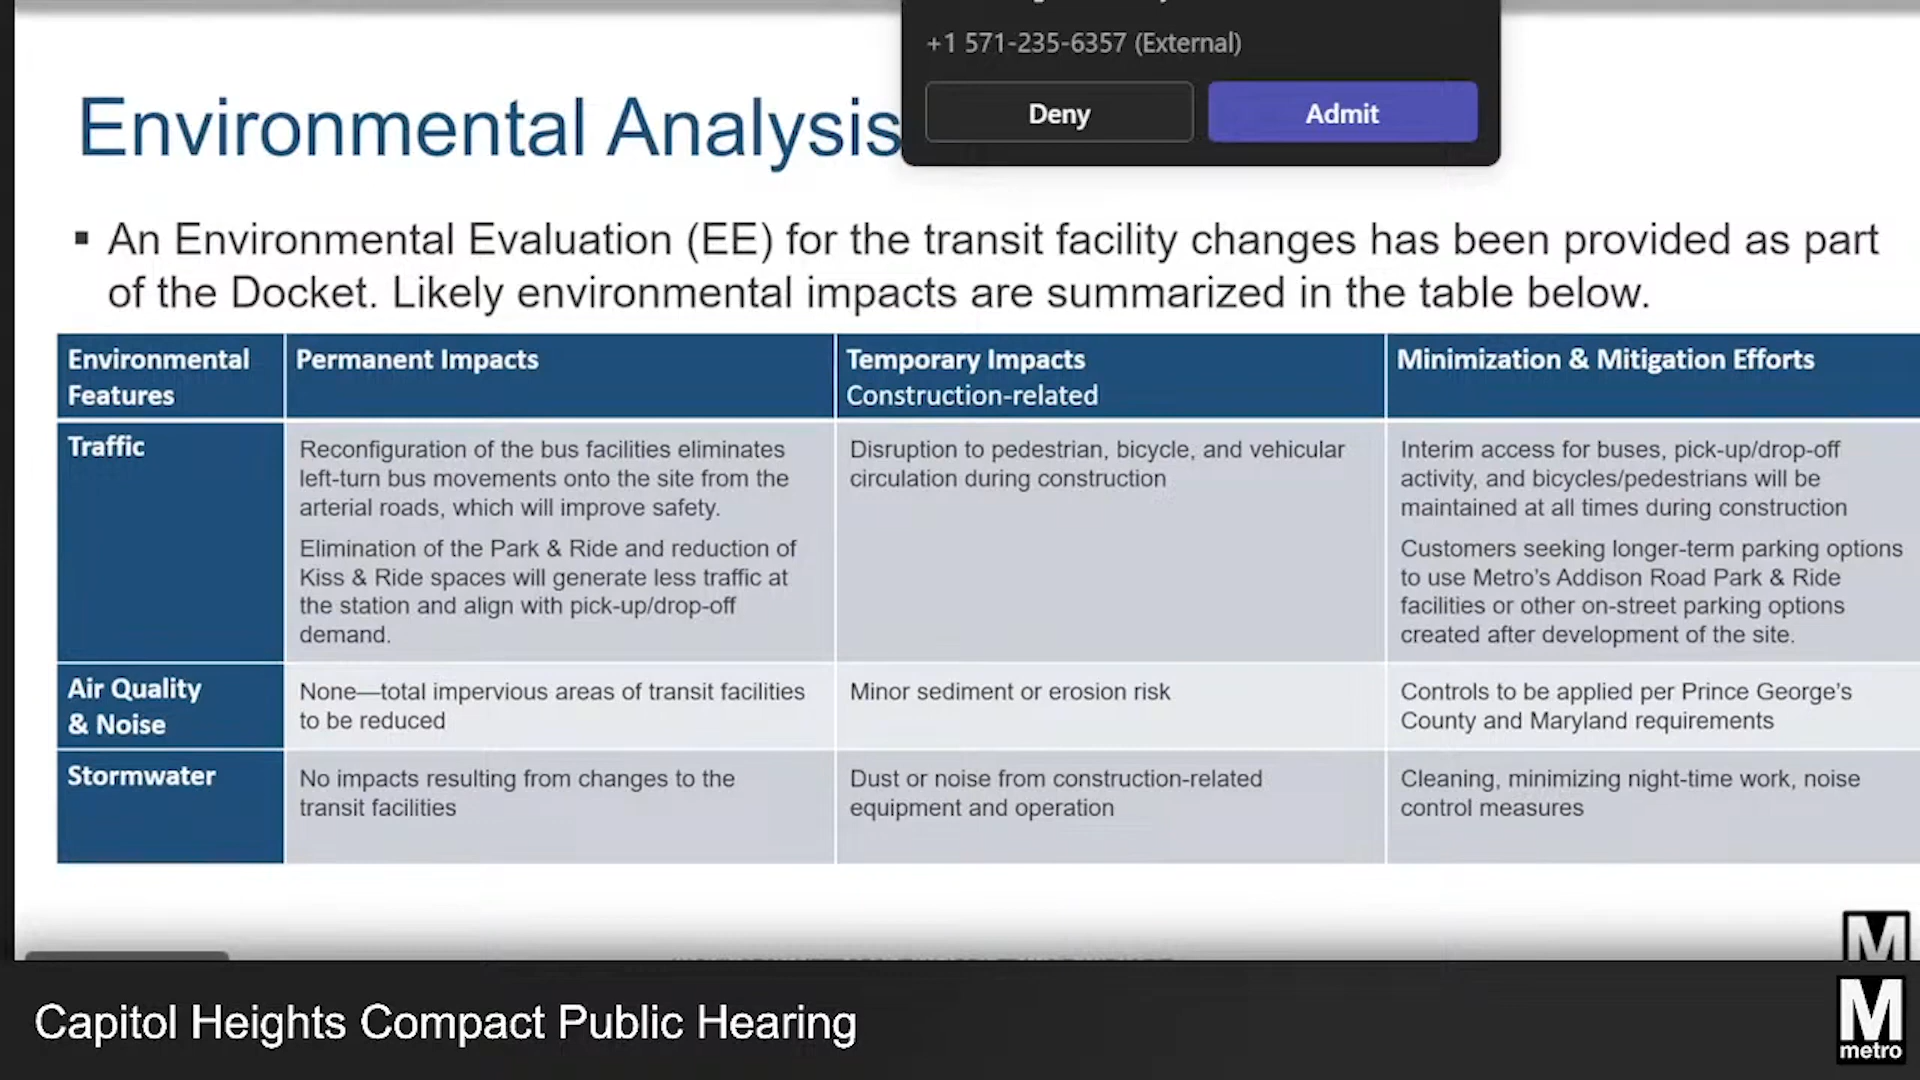 +1 571-235-6357 (External)
Deny
Admit
Environmental Analysis
▪ An Environmental Evaluation (EE) for the transit facility changes has been provided as part
of the Docket. Likely environmental impacts are summarized in the table below.
Environmental
Features
Permanent Impacts
Temporary Impacts
Construction-related
Minimization & Mitigation Efforts
Traffic
Reconfiguration of the bus facilities eliminates
left-turn bus movements onto the site from the
arterial roads, which will improve safety.
Elimination of the Park & Ride and reduction of
Kiss & Ride spaces will generate less traffic at
the station and align with pick-up/drop-off
demand.
Disruption to pedestrian, bicycle, and vehicular
circulation during construction
Interim access for buses, pick-up/drop-off
activity, and bicycles/pedestrians will be
maintained at all times during construction
Customers seeking longer-term parking options
to use Metro's Addison Road Park & Ride
facilities or other on-street parking options
created after development of the site.
Air Quality
& Noise
None—total impervious areas of transit facilities
to be reduced
Minor sediment or erosion risk
Controls to be applied per Prince George's
County and Maryland requirements
Stormwater
No impacts resulting from changes to the
transit facilities
Dust or noise from construction-related
equipment and operation
Cleaning, minimizing night-time work, noise
control measures
M
Capitol Heights Compact Public Hearing
M
metro